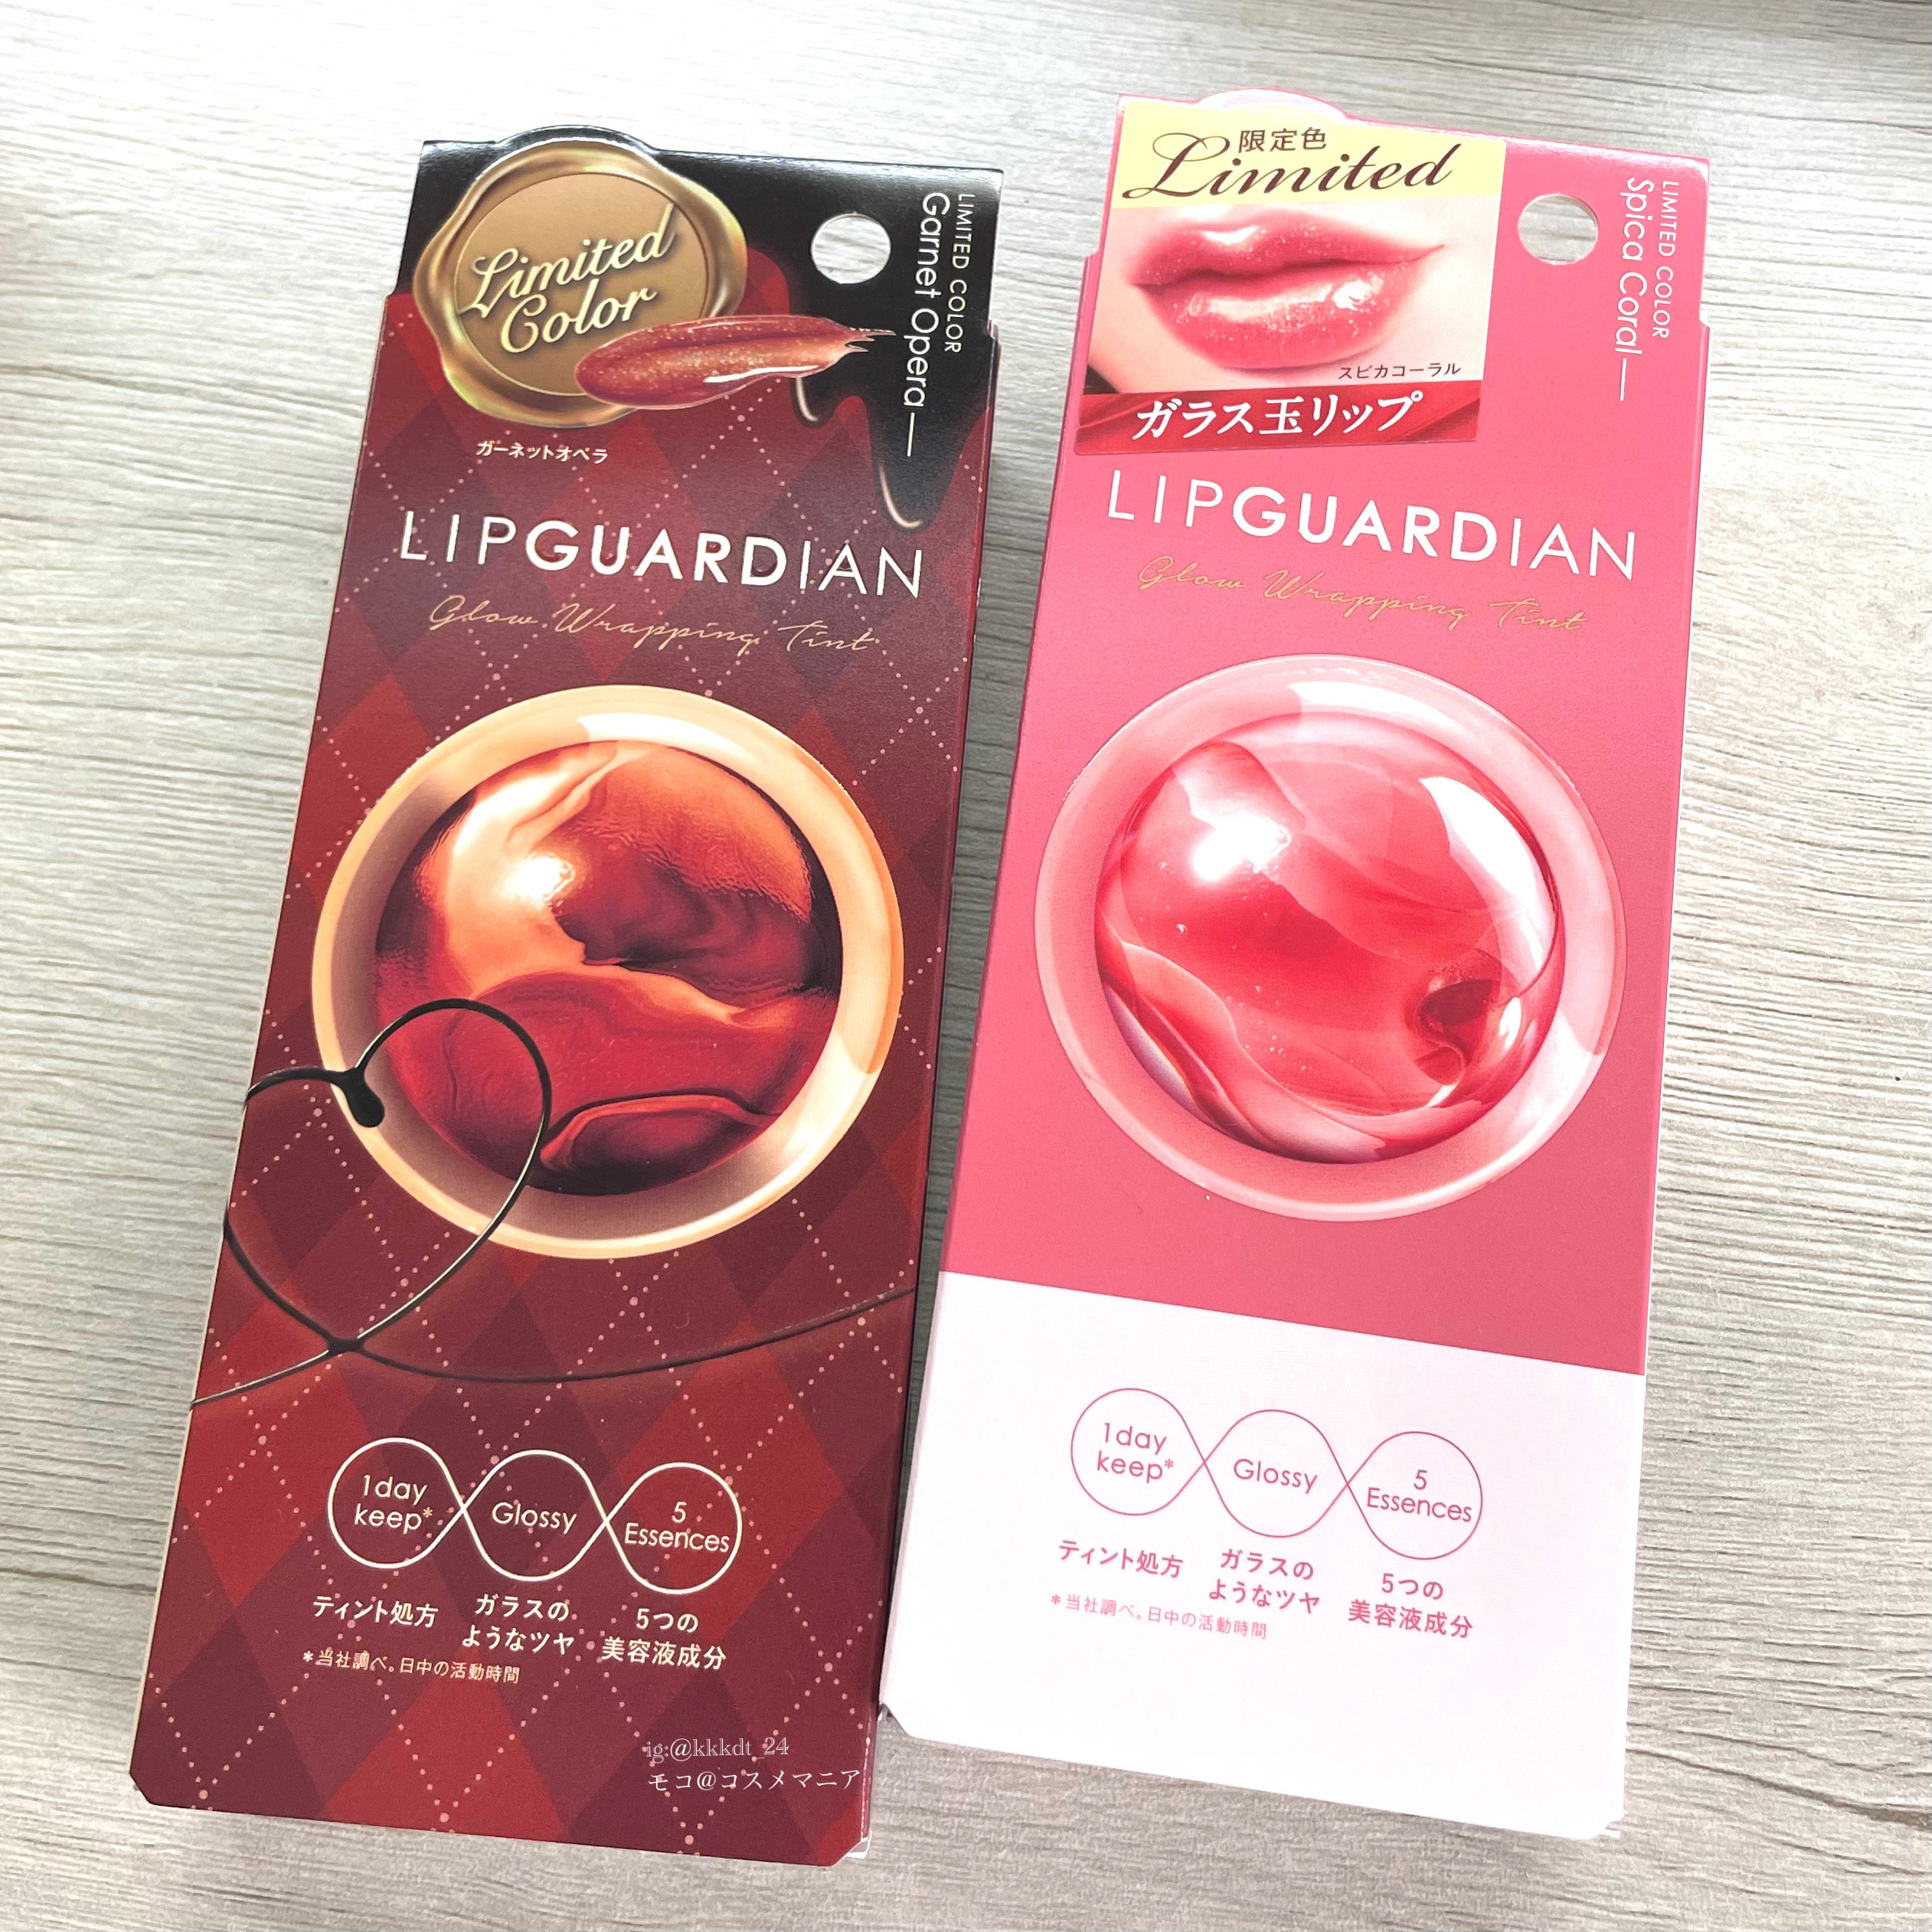 Limited
Color
LIMITED COLOR
Garnet Opera
ガーネットオペラ
LIPGUARDIAN
Glow Wrapping Tint
1day
keep*
Glossy
5
Essences
ティント処方
ガラスの
ようなツヤ
5つの
美容液成分
*当社調べ。日中の活動時間
ig:@kkkdt_24
モコ@コスメマニア
限定色
Limited
スピカコーラル
ガラス玉リップ
LIMITED COLOR
Spica Coral
LIPGUARDIAN
Glow Wrapping Tint
1day
keep*
Glossy
5
Essences
ティント処方
ガラスの
ようなツヤ
5つの
美容液成分
*当社調べ。日中の活動時間